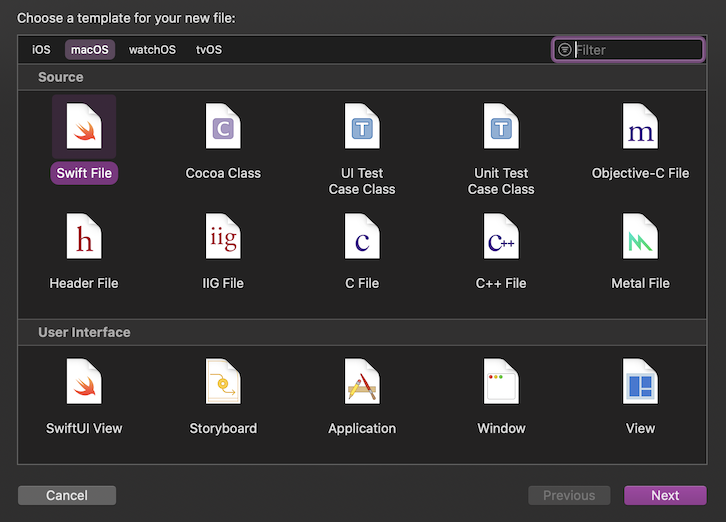 Choose a template for your new file:
iOS macOS watchOS tvOS Filter
Source
Swift File
Cocoa Class
UI Test
Case Class
Unit Test
Case Class
Objective-C File
Header File
IIG File
C File
C++ File
Metal File
User Interface
SwiftUI View
Storyboard
Application
Window
View
Cancel
Previous
Next